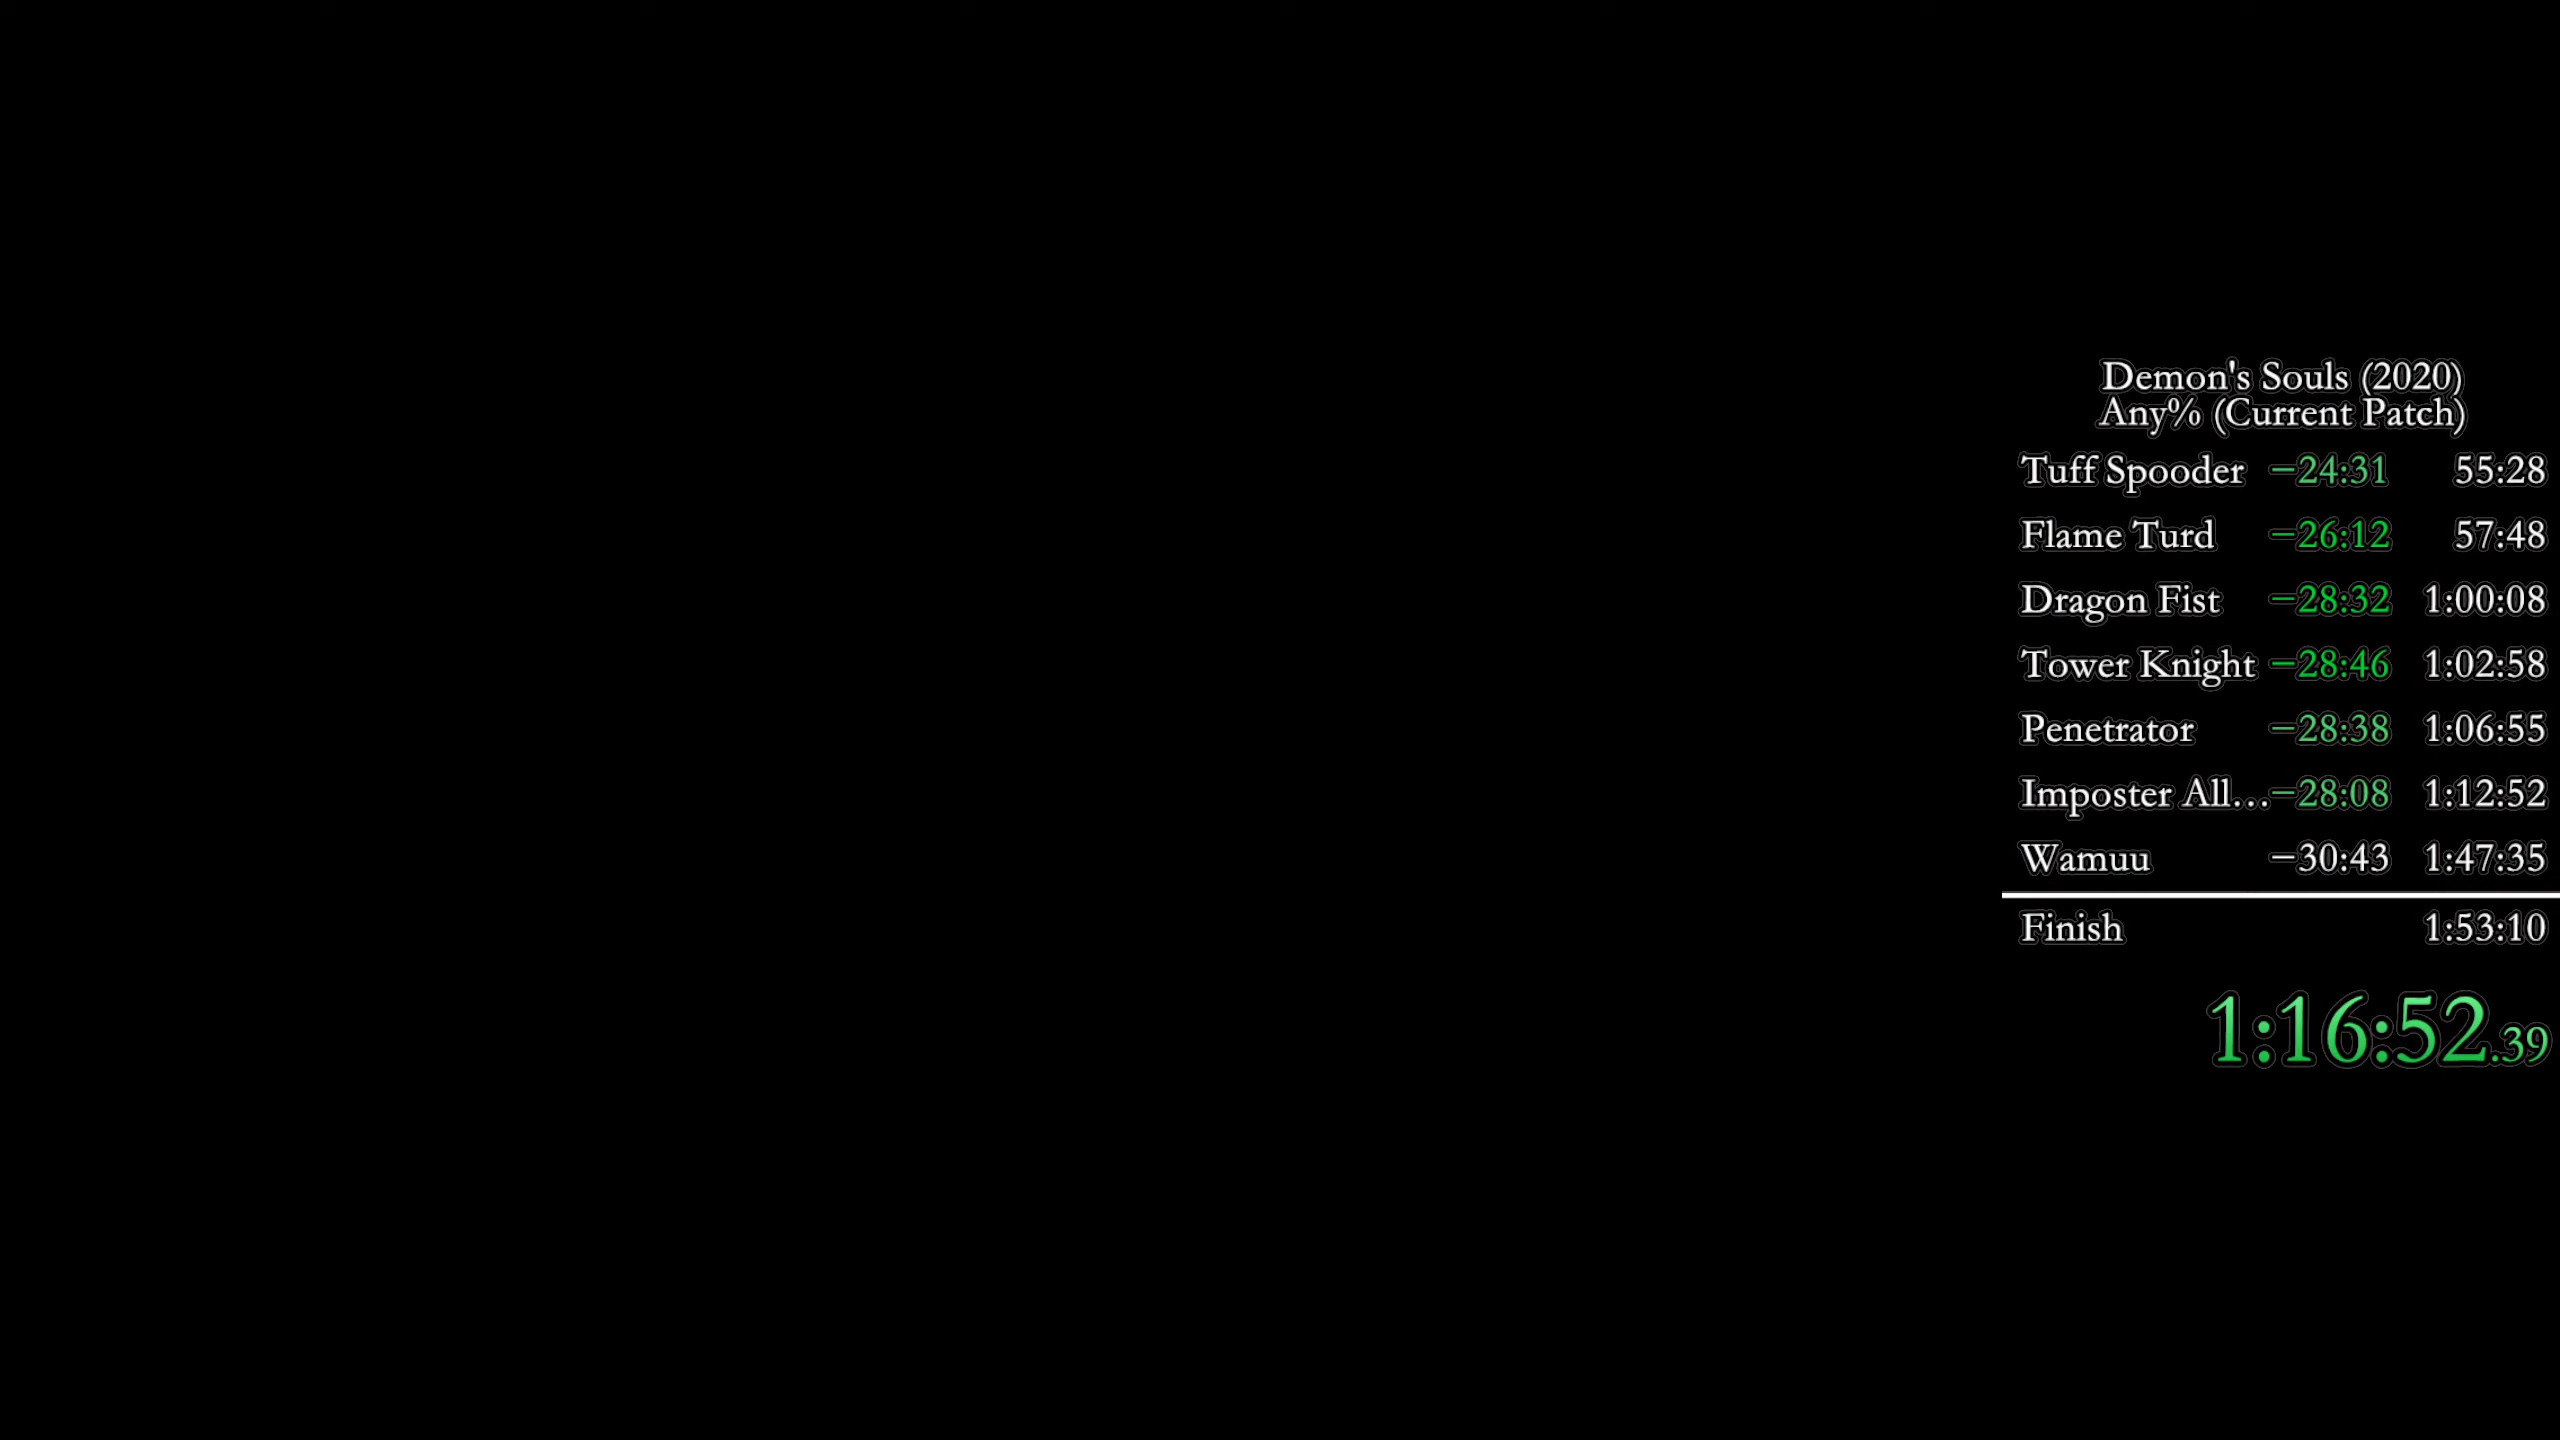 Demon's Souls (2020)
Any% (Current Patch)
Tuff Spooder −24:31 55:28
Flame Turd −26:12 57:48
Dragon Fist −28:32 1:00:08
Tower Knight −28:46 1:02:58
Penetrator −28:38 1:06:55
Imposter All... −28:08 1:12:52
Wamuu −30:43 1:47:35
Finish 1:53:10
1:16:52.39